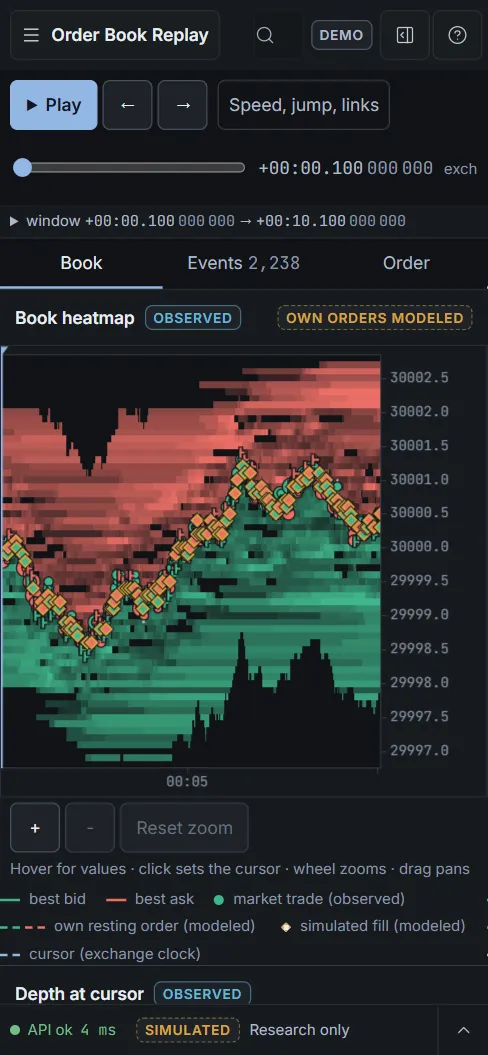 Order Book Replay DEMO
Play ← → Speed, jump, links
+00:00.100 000 000 exch
window +00:00.100 000 000 → +00:10.100 000 000
Book Events 2,238 Order
Book heatmap OBSERVED OWN ORDERS MODELED
30002.5
30002.0
30001.5
30001.0
30000.5
30000.0
29999.5
29999.0
29998.5
29998.0
29997.5
29997.0
00:05
+ - Reset zoom
Hover for values · click sets the cursor · wheel zooms · drag pans
best bid best ask market trade (observed)
own resting order (modeled) simulated fill (modeled)
cursor (exchange clock)
Depth at cursor OBSERVED
API ok 4 ms SIMULATED Research only